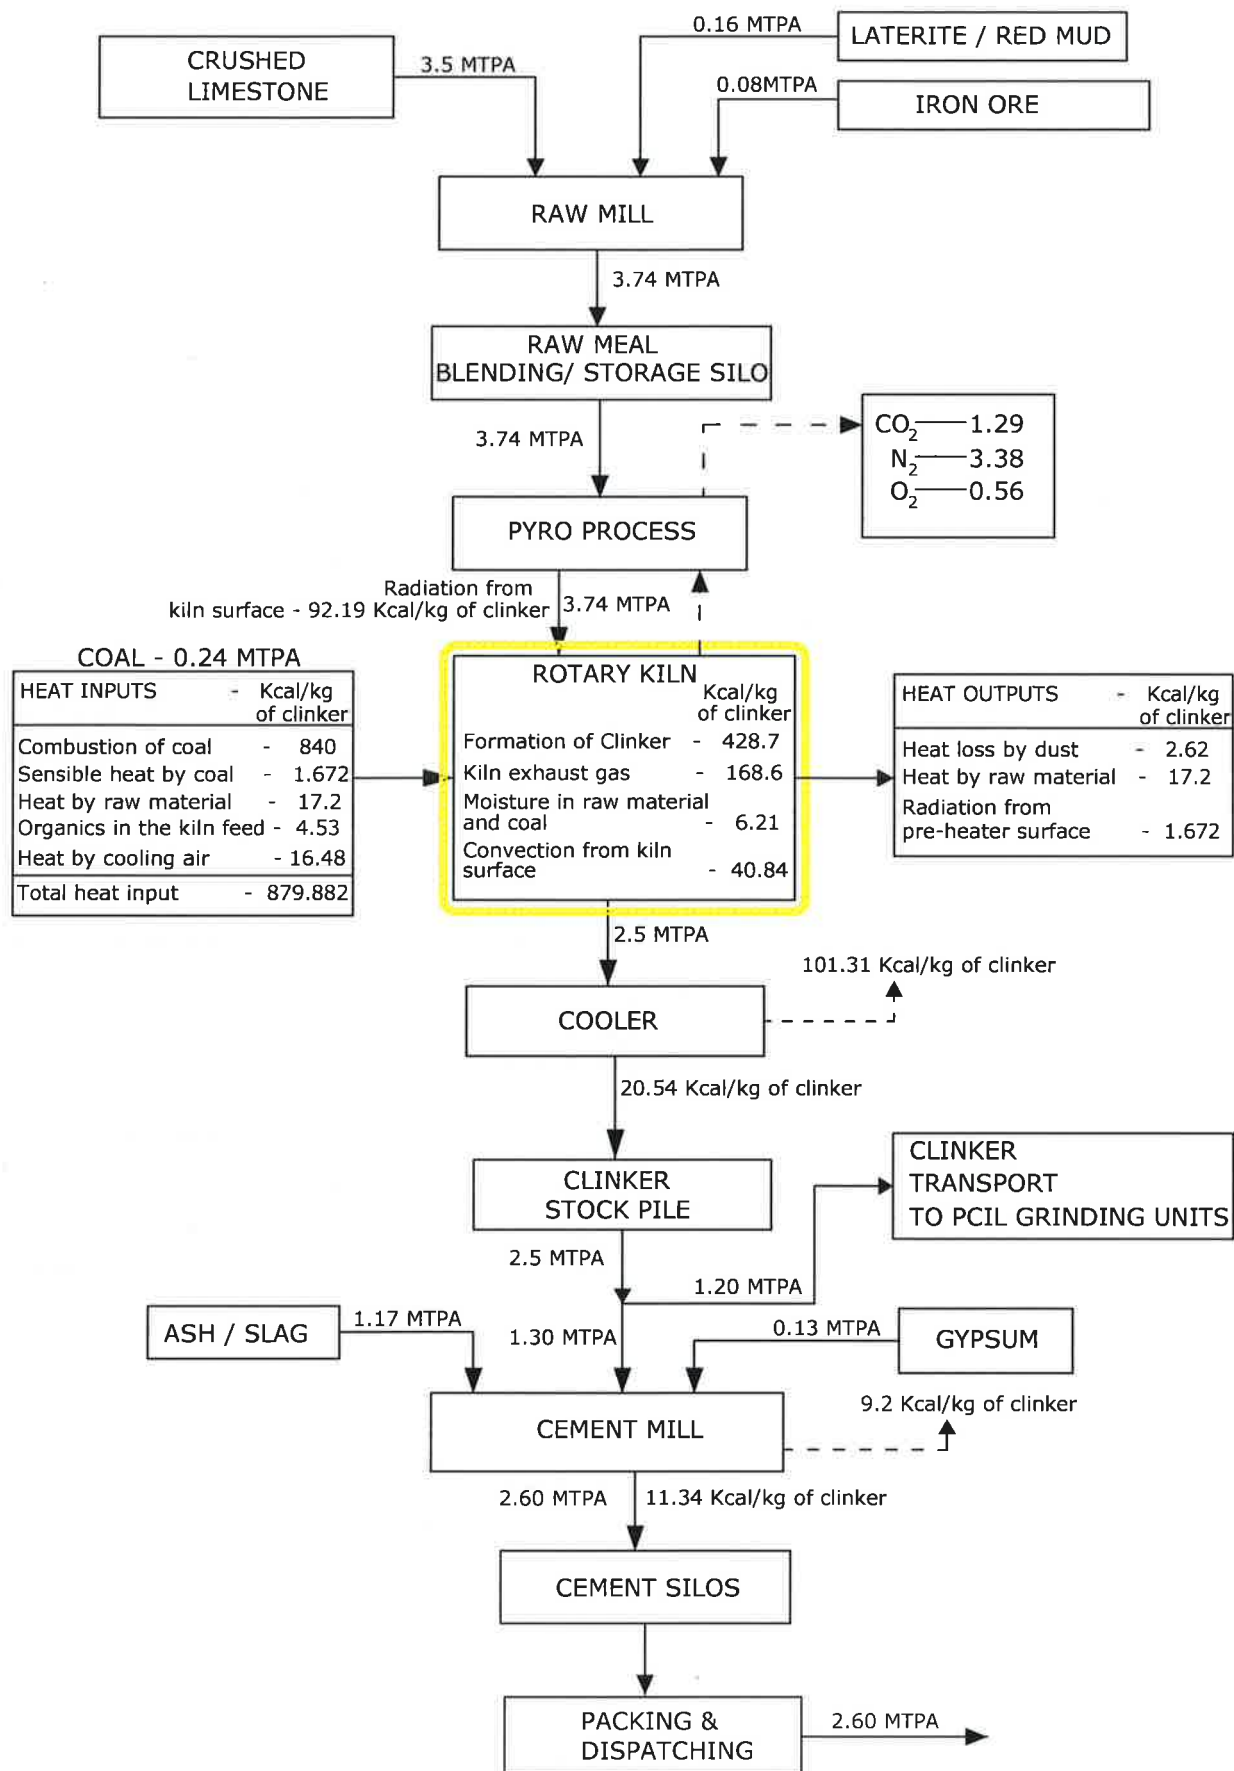 0.16 MTPA
LATERITE / RED MUD
CRUSHED
LIMESTONE
3.5 MTPA
0.08MTPA
IRON ORE
RAW MILL
3.74 MTPA
RAW MEAL
BLENDING/ STORAGE SILO
3.74 MTPA
CO2 1.29
N2 3.38
O2 0.56
PYRO PROCESS
Radiation from
kiln surface - 92.19 Kcal/kg of clinker
3.74 MTPA
COAL - 0.24 MTPA
HEAT INPUTS - Kcal/kg
of clinker
Combustion of coal - 840
Sensible heat by coal - 1.672
Heat by raw material - 17.2
Organics in the kiln feed - 4.53
Heat by cooling air - 16.48
Total heat input - 879.882
ROTARY KILN
Kcal/kg
of clinker
Formation of Clinker - 428.7
Kiln exhaust gas - 168.6
Moisture in raw material
and coal - 6.21
Convection from kiln
surface - 40.84
HEAT OUTPUTS - Kcal/kg
of clinker
Heat loss by dust - 2.62
Heat by raw material - 17.2
Radiation from
pre-heater surface - 1.672
2.5 MTPA
101.31 Kcal/kg of clinker
COOLER
20.54 Kcal/kg of clinker
CLINKER
STOCK PILE
CLINKER
TRANSPORT
TO PCIL GRINDING UNITS
2.5 MTPA
1.20 MTPA
ASH / SLAG
1.17 MTPA
1.30 MTPA
0.13 MTPA
GYPSUM
CEMENT MILL
9.2 Kcal/kg of clinker
2.60 MTPA
11.34 Kcal/kg of clinker
CEMENT SILOS
PACKING &
DISPATCHING
2.60 MTPA